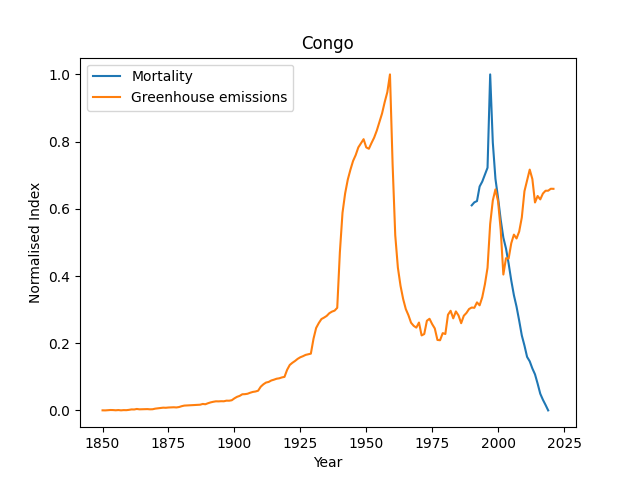 Congo
Mortality
Greenhouse emissions
Normalised Index
1.0
0.8
0.6
0.4
0.2
0.0
1850 1875 1900 1925 1950 1975 2000 2025
Year